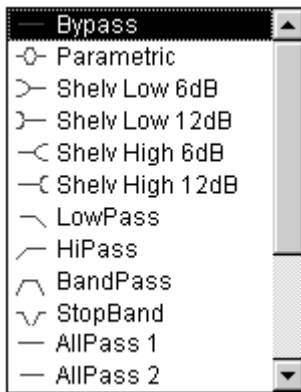 Bypass
Parametric
Shelv Low 6dB
Shelv Low 12dB
Shelv High 6dB
Shelv High 12dB
LowPass
HiPass
BandPass
StopBand
AllPass 1
AllPass 2